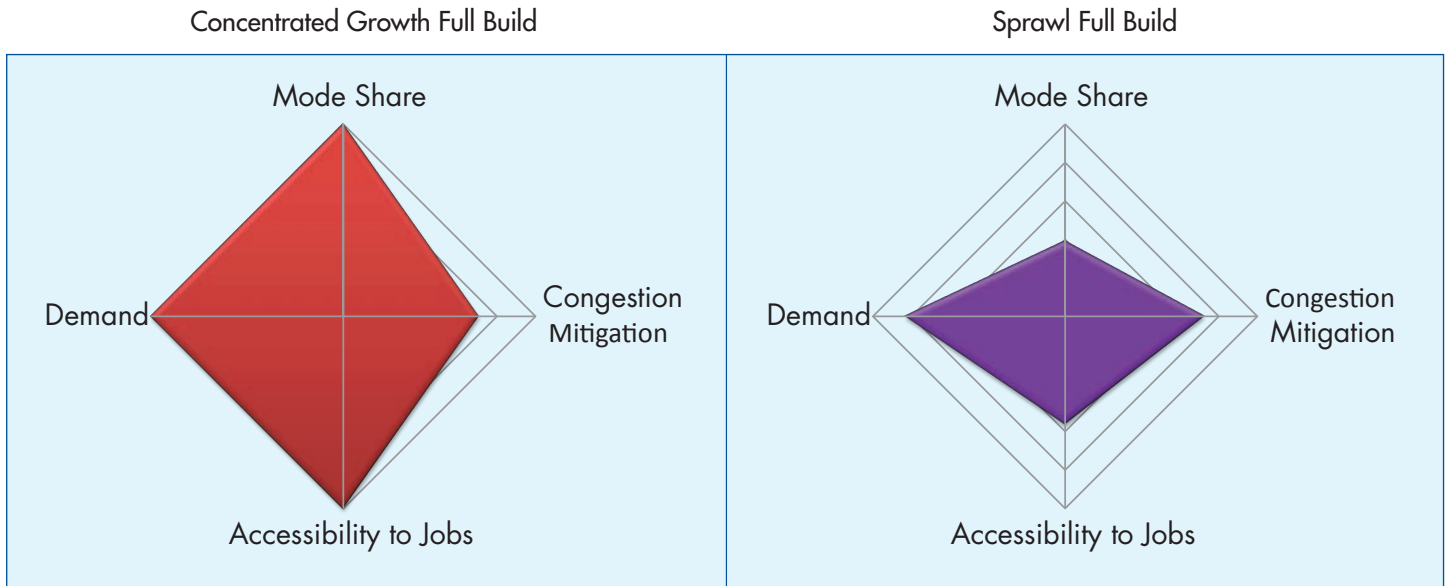 Concentrated Growth Full Build
Mode Share
Demand
Congestion
Mitigation
Accessibility to Jobs
Sprawl Full Build
Mode Share
Demand
Congestion
Mitigation
Accessibility to Jobs